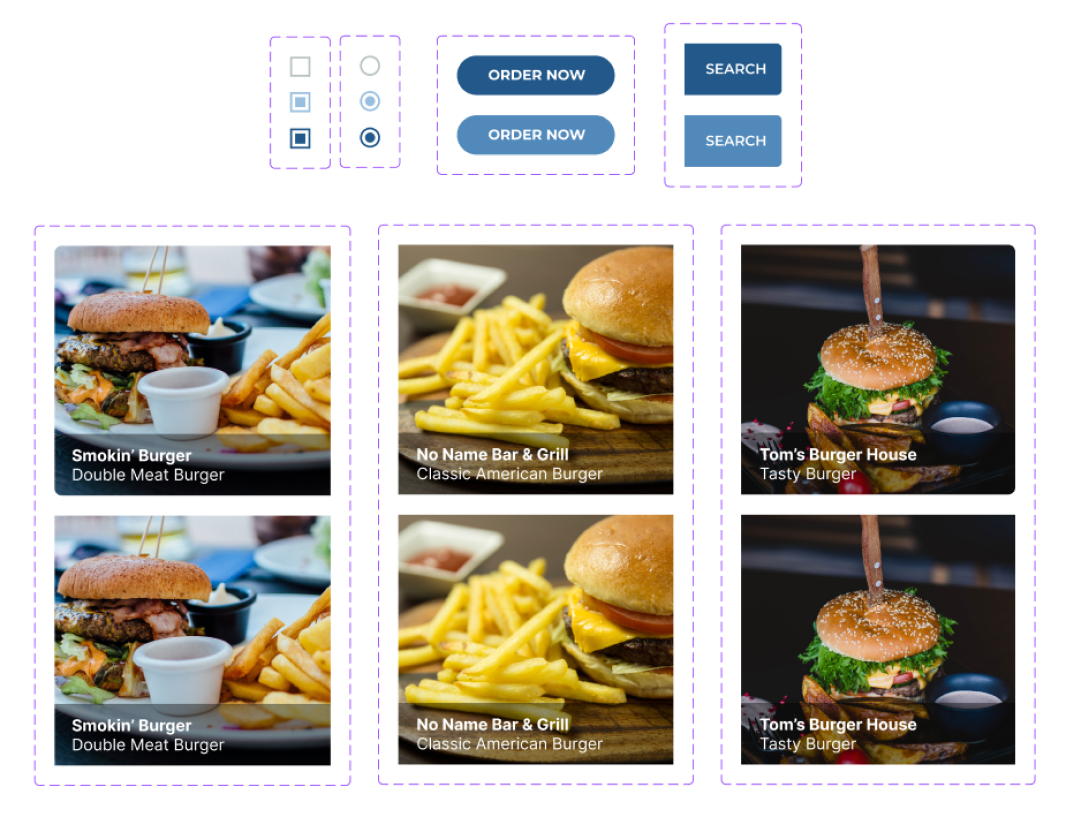 ORDER NOW
SEARCH
ORDER NOW
SEARCH
Smokin’ Burger
Double Meat Burger
No Name Bar & Grill
Classic American Burger
Tom’s Burger House
Tasty Burger
Smokin’ Burger
Double Meat Burger
No Name Bar & Grill
Classic American Burger
Tom’s Burger House
Tasty Burger